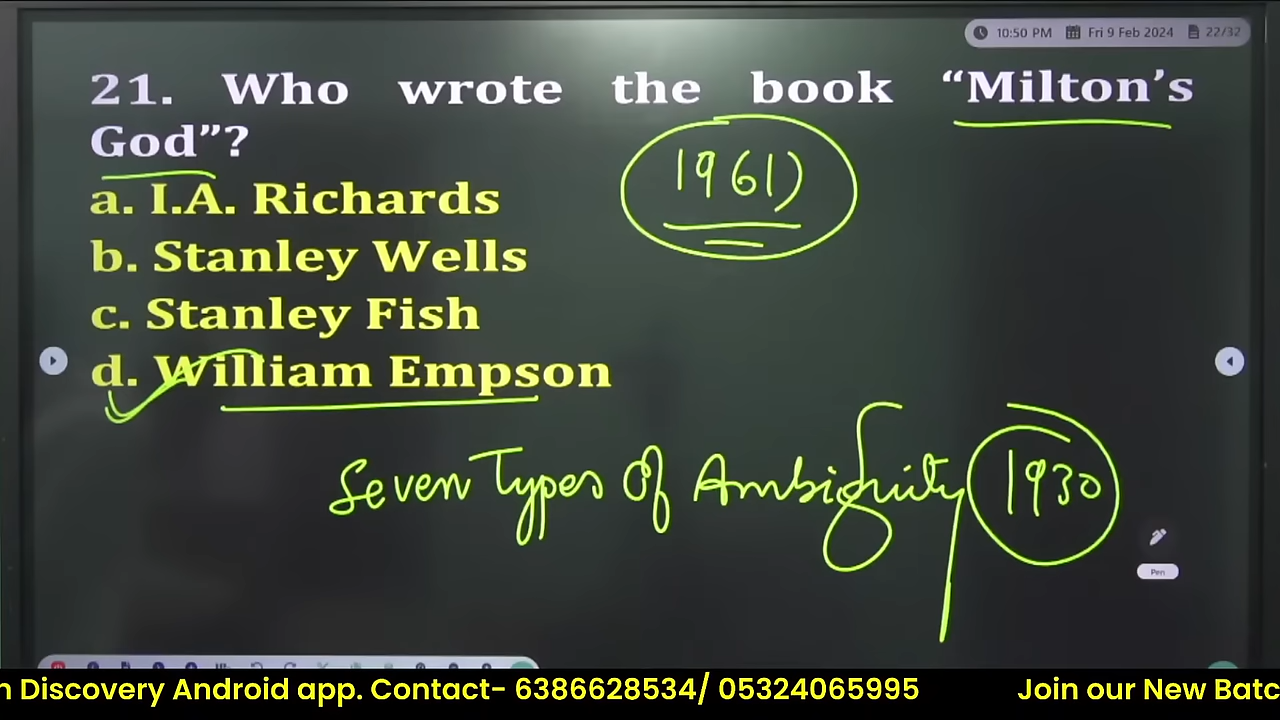 10:50 PM Fri 9 Feb 2024 22/32
21. Who wrote the book “Milton’s
God”?
1961)
a. I.A. Richards
b. Stanley Wells
c. Stanley Fish
d. William Empson
Seven Types Of Ambiguity 1930
Pen
n Discovery Android app. Contact- 6386628534/ 05324065995 Join our New Batc